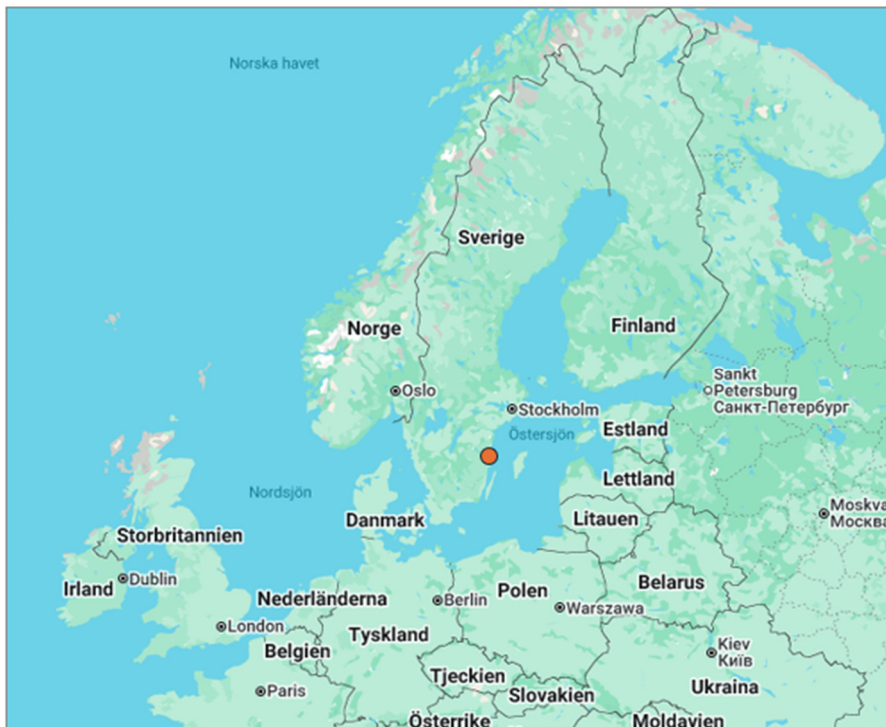 Norska havet
Sverige
Norge
Finland
Sankt
Petersburg
Санкт-Петербург
Oslo
Stockholm
Östersjön
Estland
Lettland
Nordsjön
Moskva
Москва
Danmark
Litauen
Storbritannien
Irland
Dublin
Belarus
Polen
Nederländerna
Berlin
Warszawa
London
Tyskland
Belgien
Kiev
Київ
Tjeckien
Ukraina
Paris
Slovakien
Österrike
Moldavien